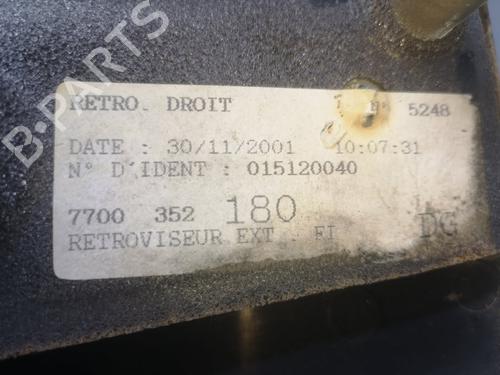 B-PARTS
RETRO. DROIT N° 5248
DATE : 30/11/2001 10:07:31
N° D'IDENT : 015120040
7700 352 180
RETROVISEUR EXT . EI DG